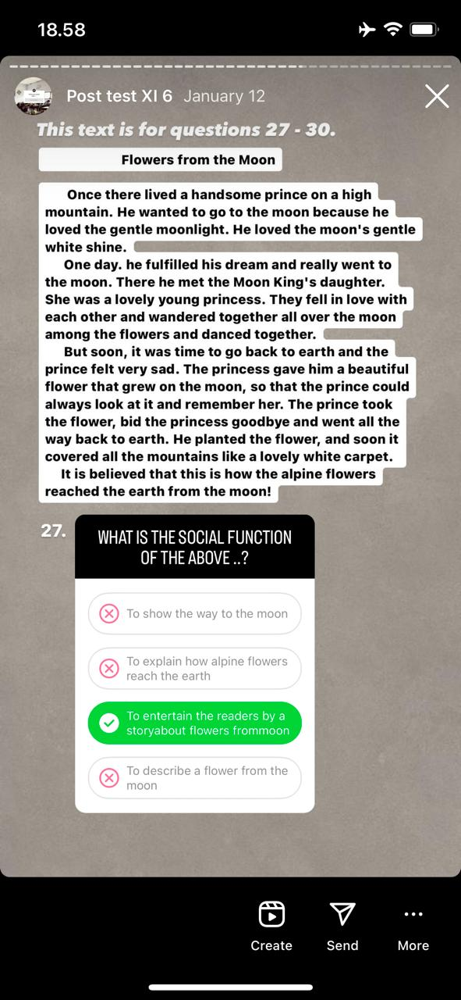 18.58
Post test XI 6 January 12
This text is for questions 27 - 30.
Flowers from the Moon
Once there lived a handsome prince on a high
mountain. He wanted to go to the moon because he
loved the gentle moonlight. He loved the moon's gentle
white shine.
One day. he fulfilled his dream and really went to
the moon. There he met the Moon King's daughter.
She was a lovely young princess. They fell in love with
each other and wandered together all over the moon
among the flowers and danced together.
But soon, it was time to go back to earth and the
prince felt very sad. The princess gave him a beautiful
flower that grew on the moon, so that the prince could
always look at it and remember her. The prince took
the flower, bid the princess goodbye and went all the
way back to earth. He planted the flower, and soon it
covered all the mountains like a lovely white carpet.
It is believed that this is how the alpine flowers
reached the earth from the moon!
27.
WHAT IS THE SOCIAL FUNCTION
OF THE ABOVE ..?
To show the way to the moon
To explain how alpine flowers
reach the earth
To entertain the readers by a
storyabout flowers frommoon
To describe a flower from the
moon
Create Send More